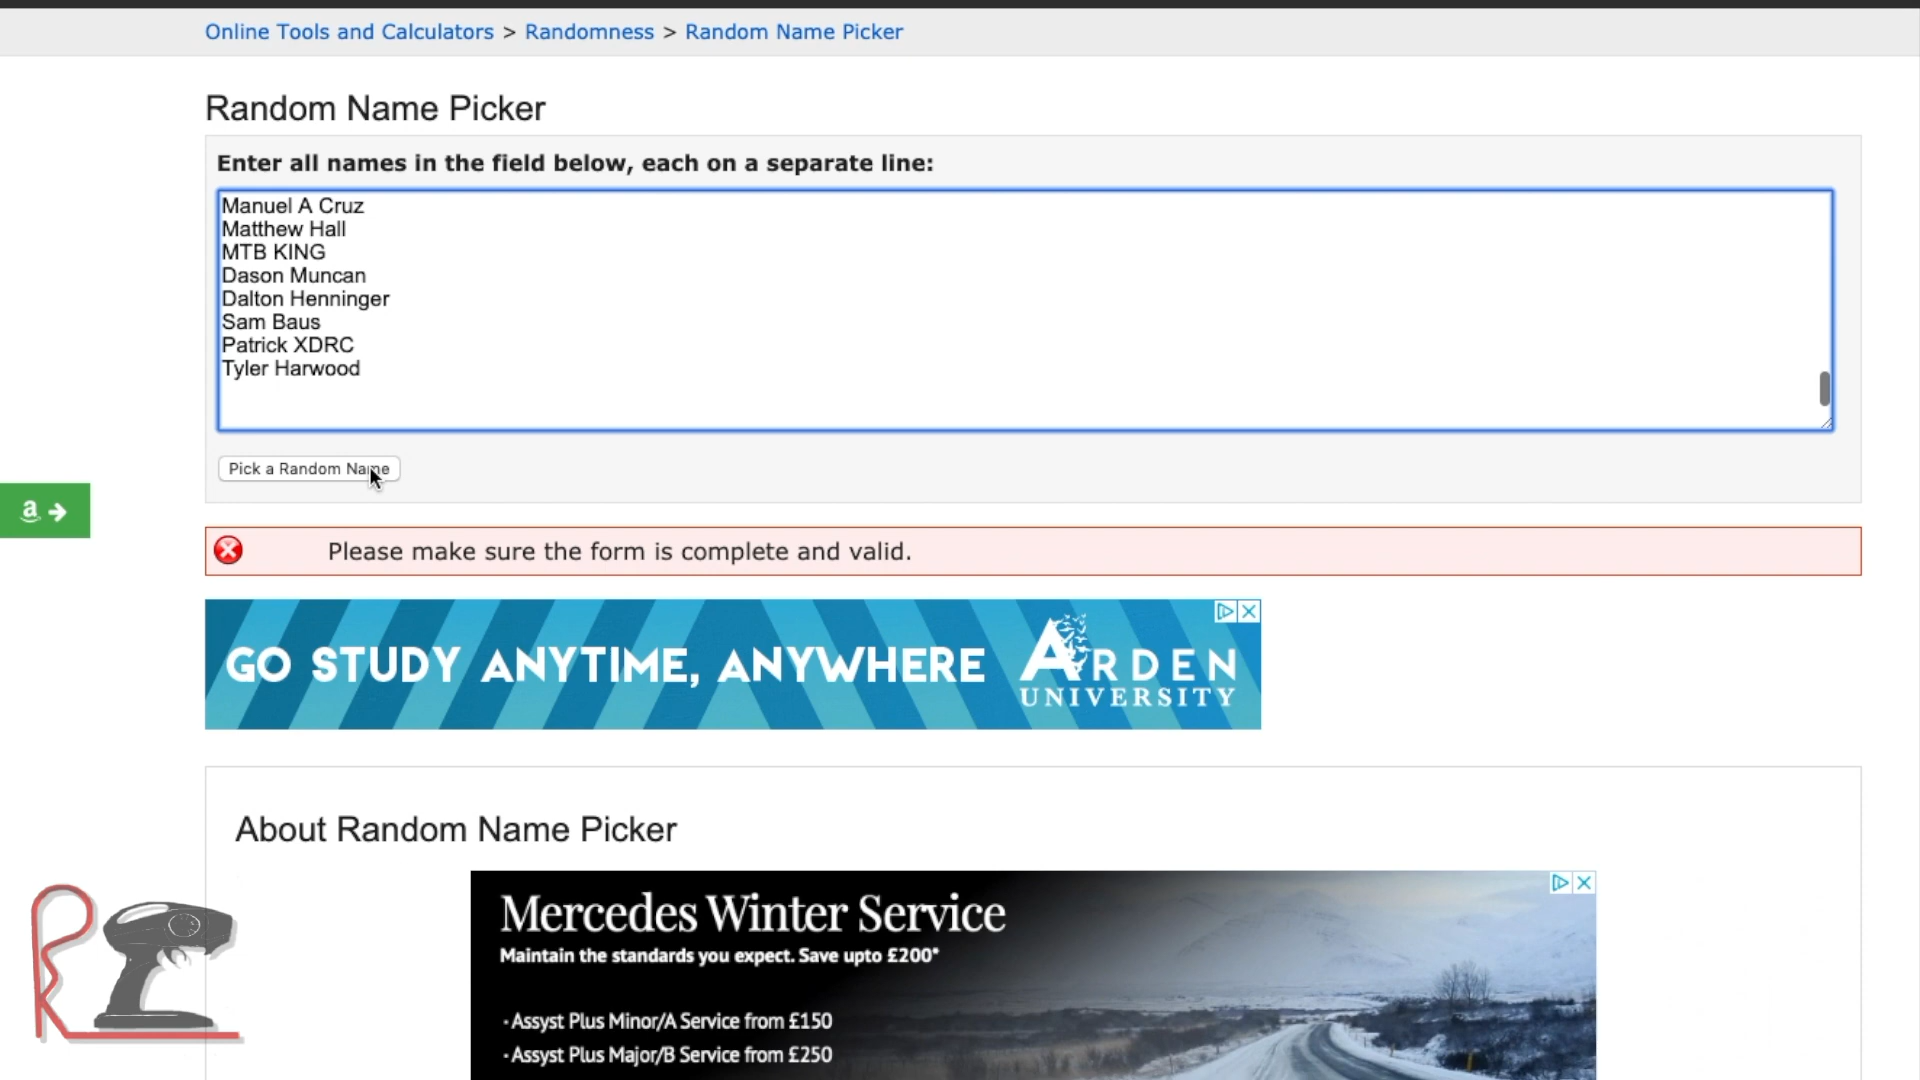 Online Tools and Calculators > Randomness > Random Name Picker
Random Name Picker
Enter all names in the field below, each on a separate line:
Manuel A Cruz
Matthew Hall
MTB KING
Dason Muncan
Dalton Henninger
Sam Baus
Patrick XDRC
Tyler Harwood
Pick a Random Name
a
Please make sure the form is complete and valid.
GO STUDY ANYTIME, ANYWHERE
ARDEN
UNIVERSITY
About Random Name Picker
Mercedes Winter Service
Maintain the standards you expect. Save upto £200*
·Assyst Plus Minor/A Service from £150
·Assyst Plus Major/B Service from £250